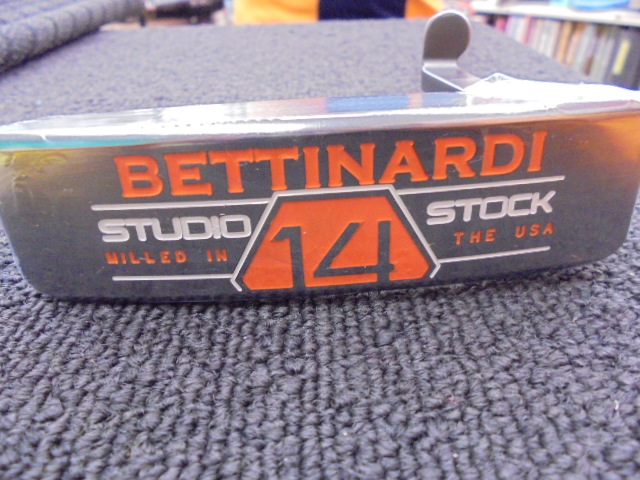 BETTINARDI
STUDIO 14 STOCK
MILLED IN THE USA